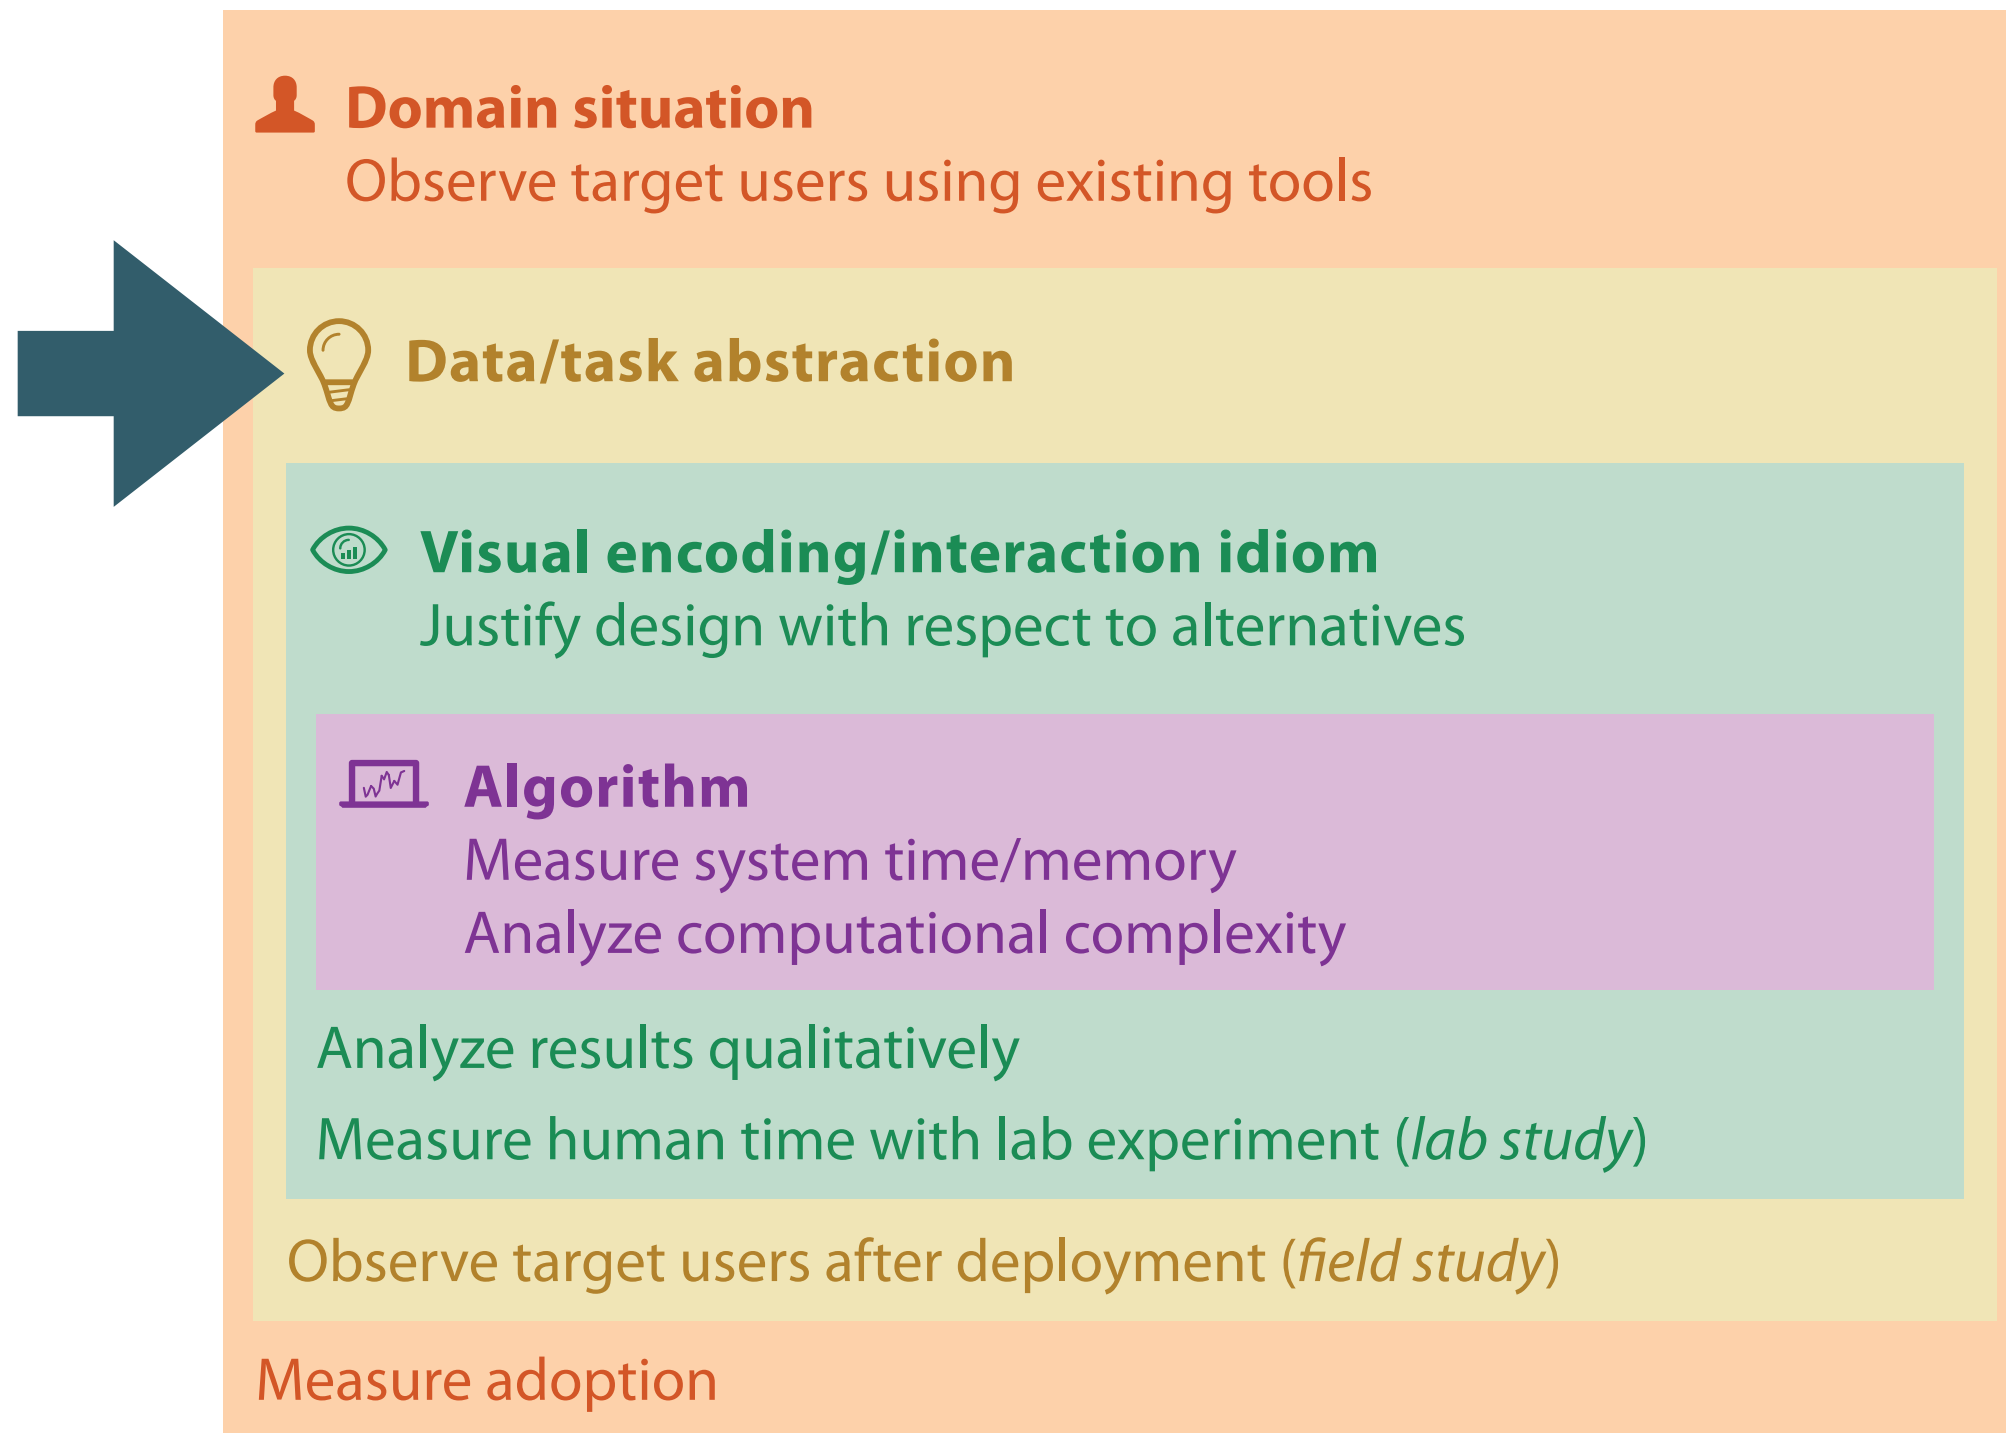 Domain situation
Observe target users using existing tools
Data/task abstraction
Visual encoding/interaction idiom
Justify design with respect to alternatives
Algorithm
Measure system time/memory
Analyze computational complexity
Analyze results qualitatively
Measure human time with lab experiment (lab study)
Observe target users after deployment (field study)
Measure adoption